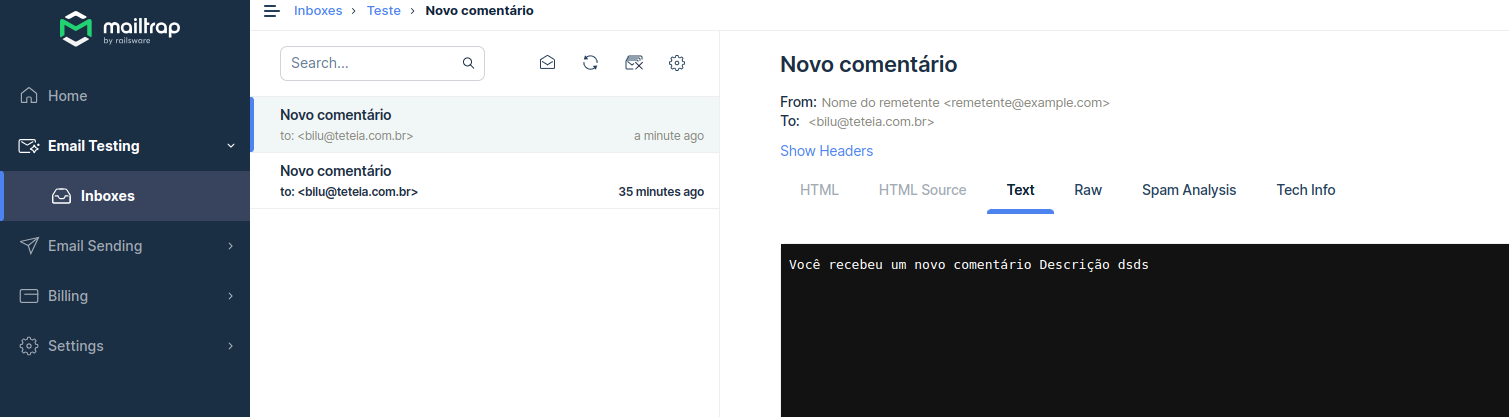 mailtrap
by railsware
Home
Email Testing
Inboxes
Email Sending
Billing
Settings
Inboxes > Teste > Novo comentário
Search...
Novo comentário
to: <bilu@teteia.com.br> a minute ago
Novo comentário
to: <bilu@teteia.com.br> 35 minutes ago
Novo comentário
From: Nome do remetente <remetente@example.com>
To: <bilu@teteia.com.br>
Show Headers
HTML HTML Source Text Raw Spam Analysis Tech Info
Você recebeu um novo comentário Descrição dsds